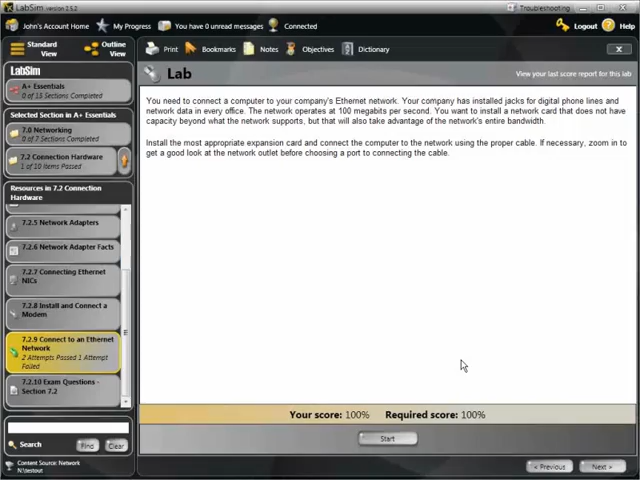 LabSim version 2.5.2
Troubleshooting
John's Account Home
My Progress
You have 0 unread messages
Connected
Logout
Help
Standard View
Outline View
Print
Bookmarks
Notes
Objectives
Dictionary
LabSim
A+ Essentials
0 of 13 Sections Completed
Selected Section in A+ Essentials
7.0 Networking
0 of 7 Sections Completed
7.2 Connection Hardware
1 of 10 Items Passed
Resources in 7.2 Connection Hardware
7.2.5 Network Adapters
7.2.6 Network Adapter Facts
7.2.7 Connecting Ethernet NICs
7.2.8 Install and Connect a Modem
7.2.9 Connect to an Ethernet Network
2 Attempts Passed 1 Attempt Failed
7.2.10 Exam Questions - Section 7.2
Search
Find
Clear
Content Source: Network
N:\testout
Lab
View your last score report for this lab
You need to connect a computer to your company's Ethernet network. Your company has installed jacks for digital phone lines and
network data in every office. The network operates at 100 megabits per second. You want to install a network card that does not have
capacity beyond what the network supports, but that will also take advantage of the network's entire bandwidth.
Install the most appropriate expansion card and connect the computer to the network using the proper cable. If necessary, zoom in to
get a good look at the network outlet before choosing a port to connecting the cable.
Your score: 100% Required score: 100%
Start
< Previous
Next >